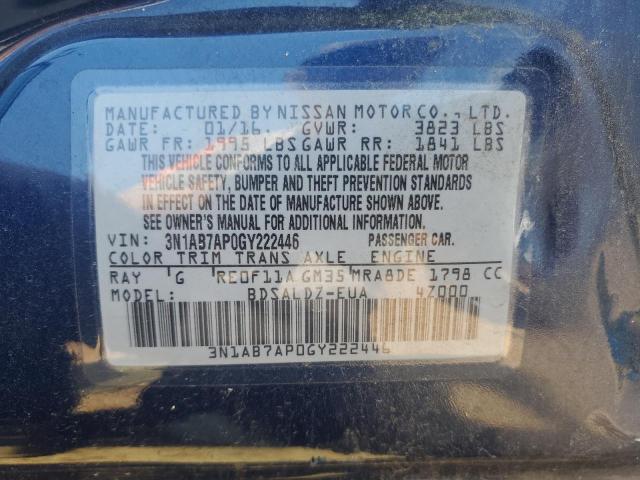 MANUFACTURED BY NISSAN MOTOR CO., LTD.
DATE: 01/16 GVWR: 3823 LBS
GAWR FR: 1995 LBS GAWR RR: 1841 LBS
THIS VEHICLE CONFORMS TO ALL APPLICABLE FEDERAL MOTOR
VEHICLE SAFETY, BUMPER AND THEFT PREVENTION STANDARDS
IN EFFECT ON THE DATE OF MANUFACTURE SHOWN ABOVE.
SEE OWNER'S MANUAL FOR ADDITIONAL INFORMATION.
VIN: 3N1AB7AP0GY222446 PASSENGER CAR.
COLOR TRIM TRANS AXLE ENGINE
RAY G RE0F11A GM35 MRA8DE 1798 CC
MODEL: BDSALDZ-EUA 4Z000
3N1AB7AP0GY222446